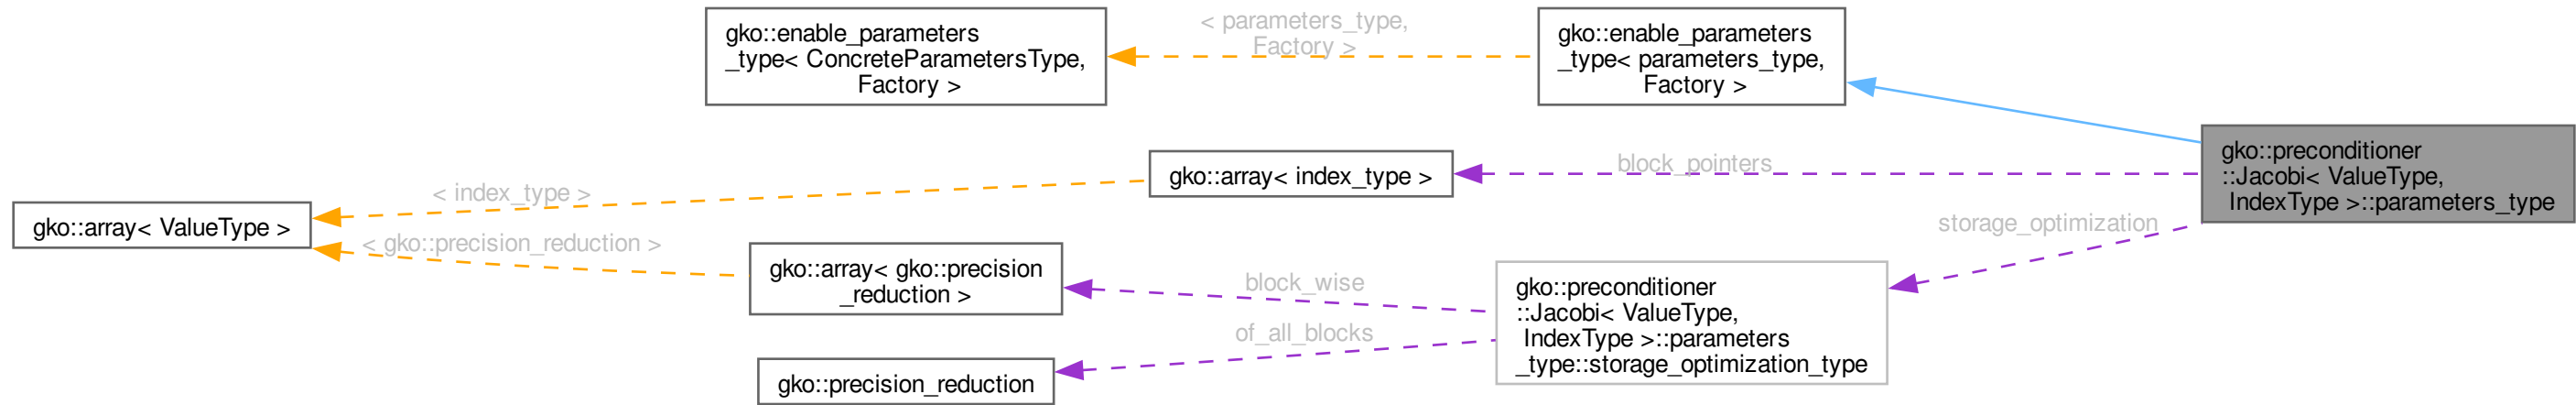 gko::enable_parameters
_type< ConcreteParametersType,
Factory >
< parameters_type,
Factory >
gko::enable_parameters
_type< parameters_type,
Factory >
gko::preconditioner
::Jacobi< ValueType,
IndexType >::parameters_type
block_pointers
gko::array< index_type >
< index_type >
gko::array< ValueType >
< gko::precision_reduction >
gko::array< gko::precision
_reduction >
block_wise
storage_optimization
gko::preconditioner
::Jacobi< ValueType,
IndexType >::parameters
_type::storage_optimization_type
of_all_blocks
gko::precision_reduction